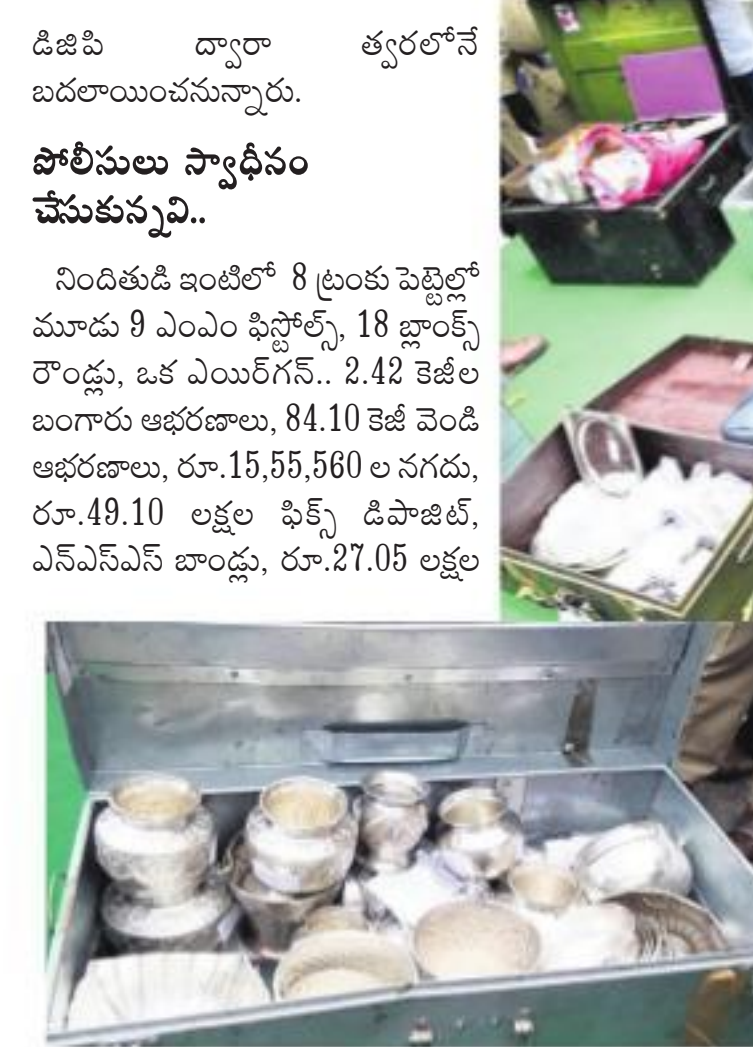 డిజిపి ద్వారా త్వరలోనే
బదలాయించనున్నారు.
పోలీసులు స్వాధీనం
చేసుకున్నవి..
నిందితుడి ఇంటిలో 8 ట్రంకు పెట్టెల్లో
మూడు 9 ఎంఎం ఫిస్టోల్స్, 18 బ్లాంక్స్
రౌండ్లు, ఒక ఎయిర్‌గన్.. 2.42 కెజీల
బంగారు ఆభరణాలు, 84.10 కెజీ వెండి
ఆభరణాలు, రూ.15,55,560 ల నగదు,
రూ.49.10 లక్షల ఫిక్స్ డిపాజిట్,
ఎన్ఎస్ఎస్ బాండ్లు, రూ.27.05 లక్షల